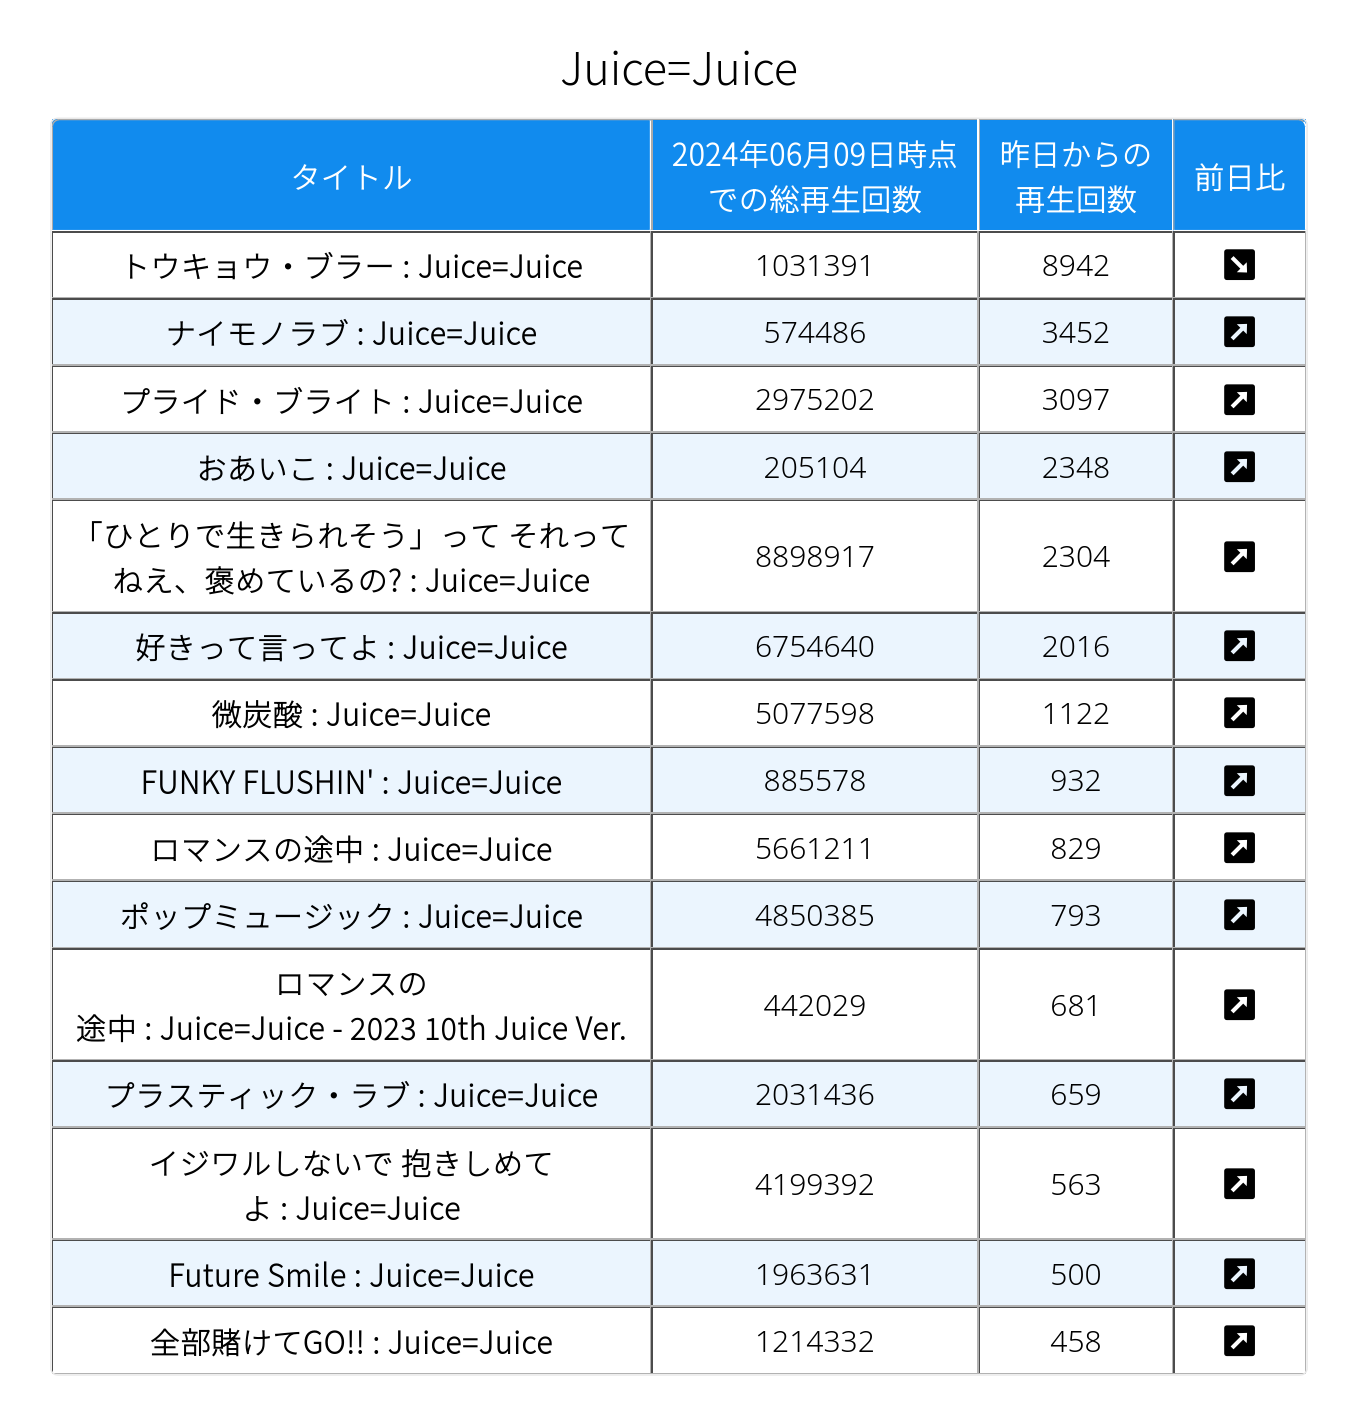 Juice=Juice
タイトル
2024年06月09日時点
での総再生回数
昨日からの
再生回数
前日比
トウキョウ・ブラー : Juice=Juice 1031391 8942
ナイモノラブ : Juice=Juice 574486 3452
プライド・ブライト : Juice=Juice 2975202 3097
おあいこ : Juice=Juice 205104 2348
「ひとりで生きられそう」って それって
ねえ、褒めているの? : Juice=Juice
8898917 2304
好きって言ってよ : Juice=Juice 6754640 2016
微炭酸 : Juice=Juice 5077598 1122
FUNKY FLUSHIN' : Juice=Juice 885578 932
ロマンスの途中 : Juice=Juice 5661211 829
ポップミュージック : Juice=Juice 4850385 793
ロマンスの
途中 : Juice=Juice - 2023 10th Juice Ver.
442029 681
プラスティック・ラブ : Juice=Juice 2031436 659
イジワルしないで 抱きしめて
よ : Juice=Juice
4199392 563
Future Smile : Juice=Juice 1963631 500
全部賭けてGO!! : Juice=Juice 1214332 458